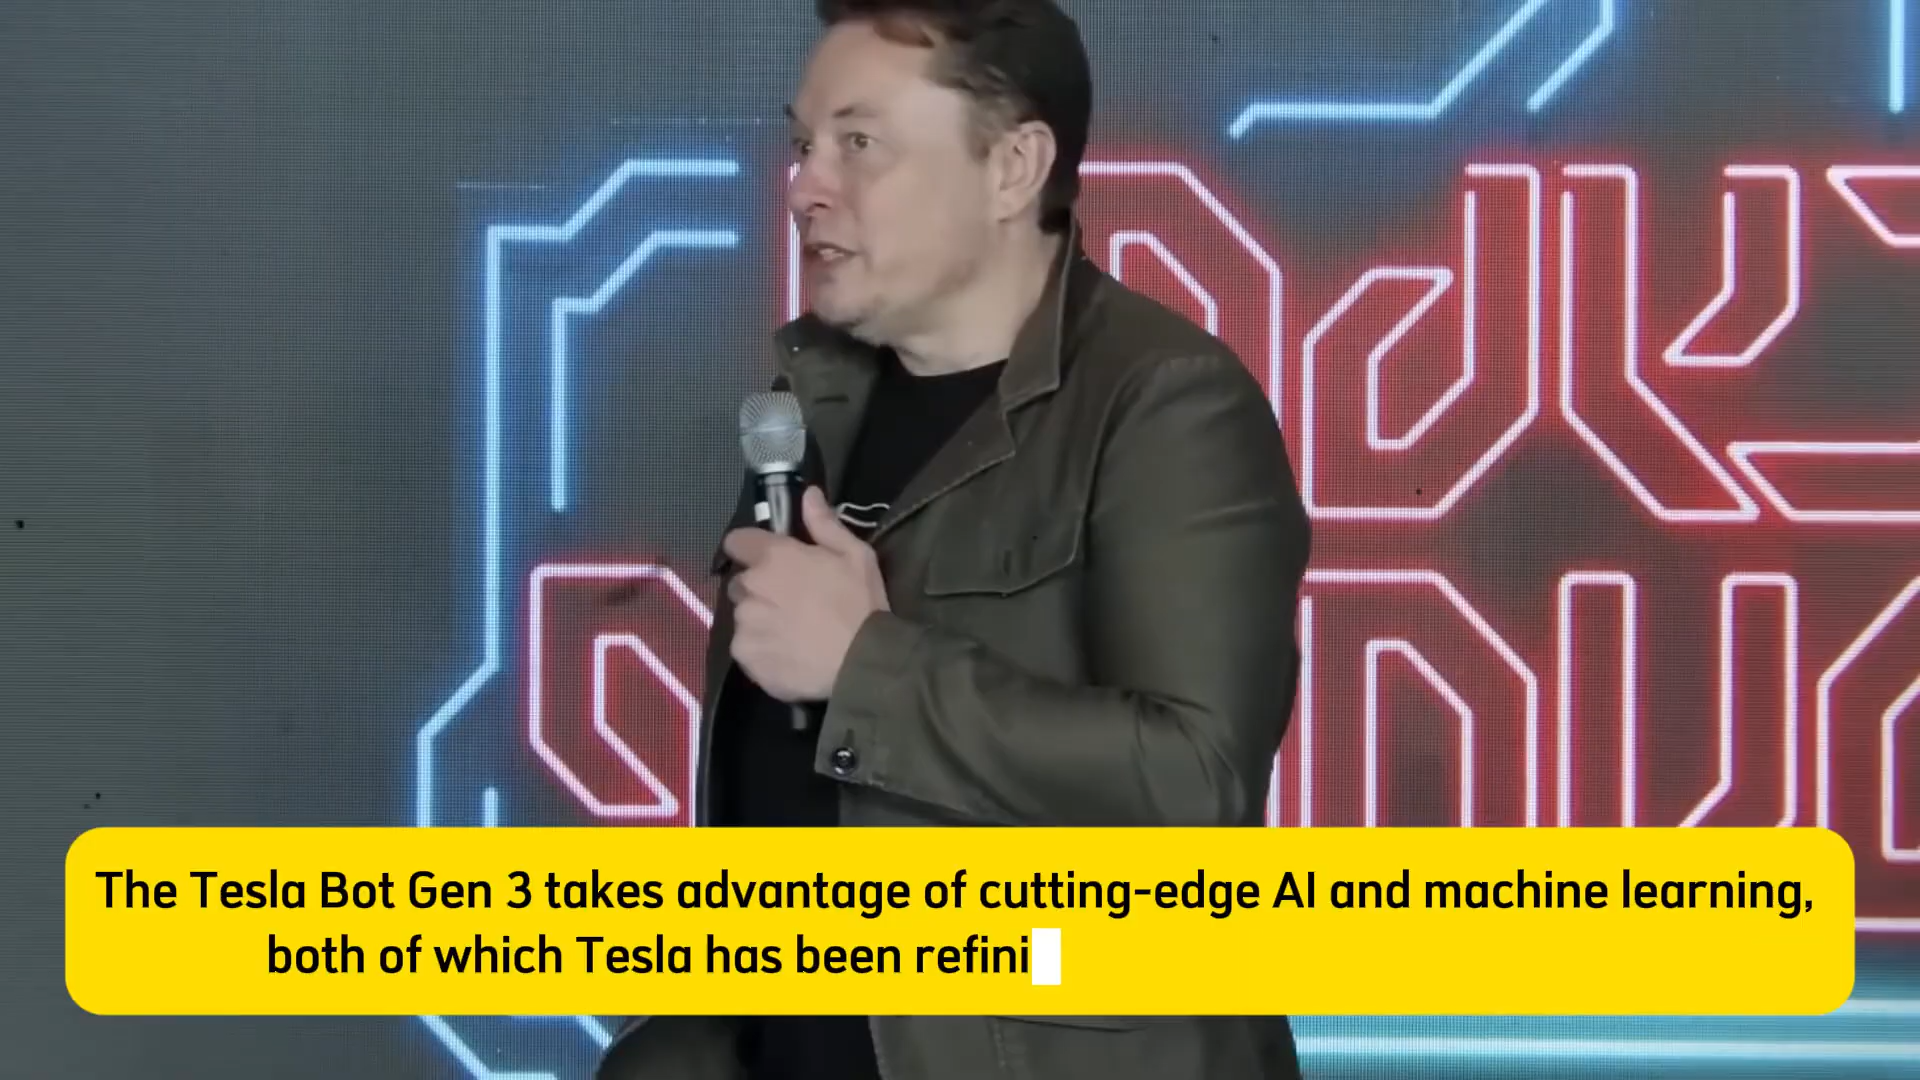 The Tesla Bot Gen 3 takes advantage of cutting-edge AI and machine learning,
both of which Tesla has been refini